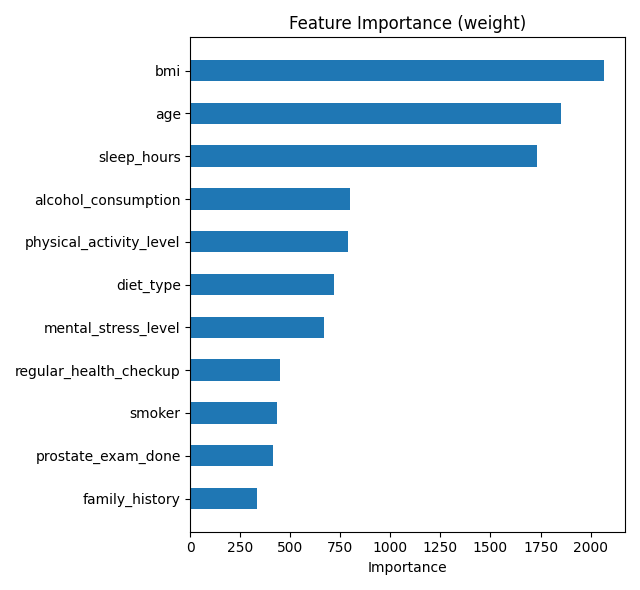 Feature Importance (weight)
bmi
age
sleep_hours
alcohol_consumption
physical_activity_level
diet_type
mental_stress_level
regular_health_checkup
smoker
prostate_exam_done
family_history
0 250 500 750 1000 1250 1500 1750 2000
Importance